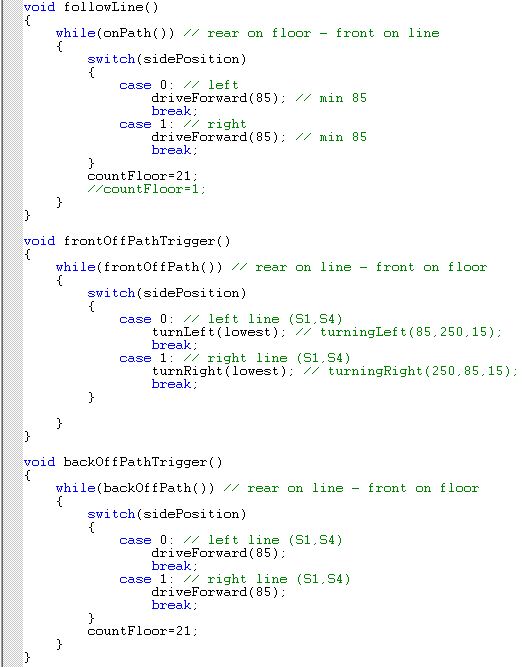 void followLine()
{
    while(onPath()) // rear on floor - front on line
    {
        switch(sidePosition)
        {
            case 0: // left
                driveForward(85); // min 85
                break;
            case 1: // right
                driveForward(85); // min 85
                break;
        }
        countFloor=21;
        //countFloor=1;
    }
}

void frontOffPathTrigger()
{
    while(frontOffPath()) // rear on line - front on floor
    {
        switch(sidePosition)
        {
            case 0: // left line (S1,S4)
                turnLeft(lowest); // turningLeft(85,250,15);
                break;
            case 1: // right line (S1,S4)
                turnRight(lowest); // turningRight(250,85,15);
                break;
        }

    }
}

void backOffPathTrigger()
{
    while(backOffPath()) // rear on line - front on floor
    {
        switch(sidePosition)
        {
            case 0: // left line (S1,S4)
                driveForward(85);
                break;
            case 1: // right line (S1,S4)
                driveForward(85);
                break;
        }
        countFloor=21;
    }
}